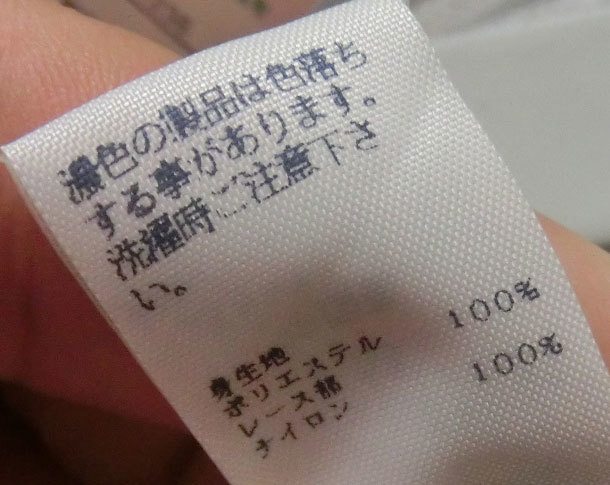 濃色の製品は色落ち
する事があります。
洗濯時ご注意下さ
い。
身生地
ポリエステル 100%
レース部
ナイロン 100%